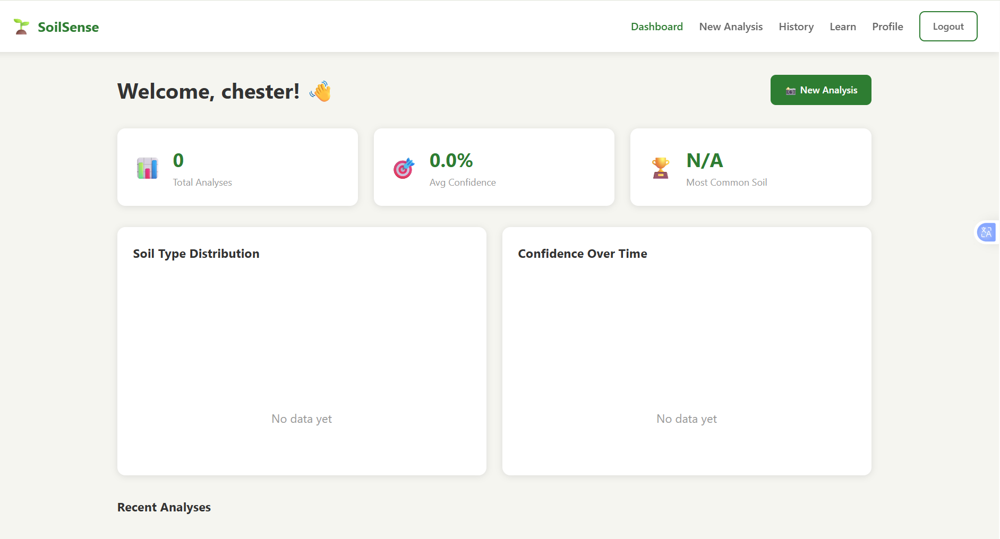 SoilSense
Dashboard
New Analysis
History
Learn
Profile
Logout
Welcome, chester!
New Analysis
0
Total Analyses
0.0%
Avg Confidence
N/A
Most Common Soil
Soil Type Distribution
No data yet
Confidence Over Time
No data yet
Recent Analyses